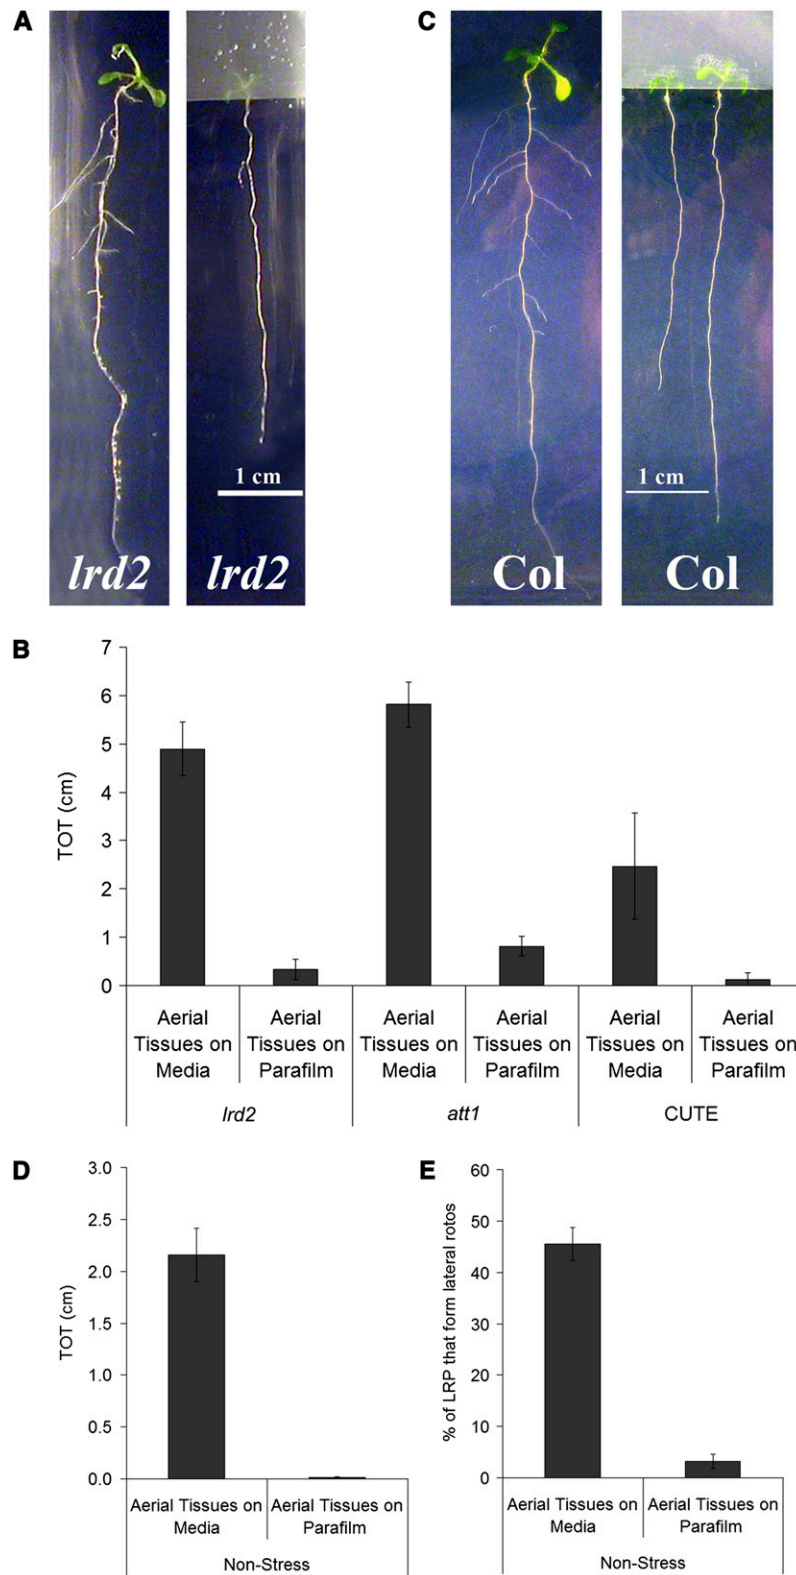 A
C
1 cm
lrd2
lrd2
1 cm
Col
Col
B
7
6
5
4
3
2
1
0
TOT (cm)
Aerial Tissues on Media
Aerial Tissues on Parafilm
Aerial Tissues on Media
Aerial Tissues on Parafilm
Aerial Tissues on Media
Aerial Tissues on Parafilm
lrd2
att1
CUTE
D
3.0
2.5
2.0
1.5
1.0
0.5
0.0
TOT (cm)
Aerial Tissues on Media
Aerial Tissues on Parafilm
Non-Stress
E
60
50
40
30
20
10
0
% of LRP that form lateral rotos
Aerial Tissues on Media
Aerial Tissues on Parafilm
Non-Stress